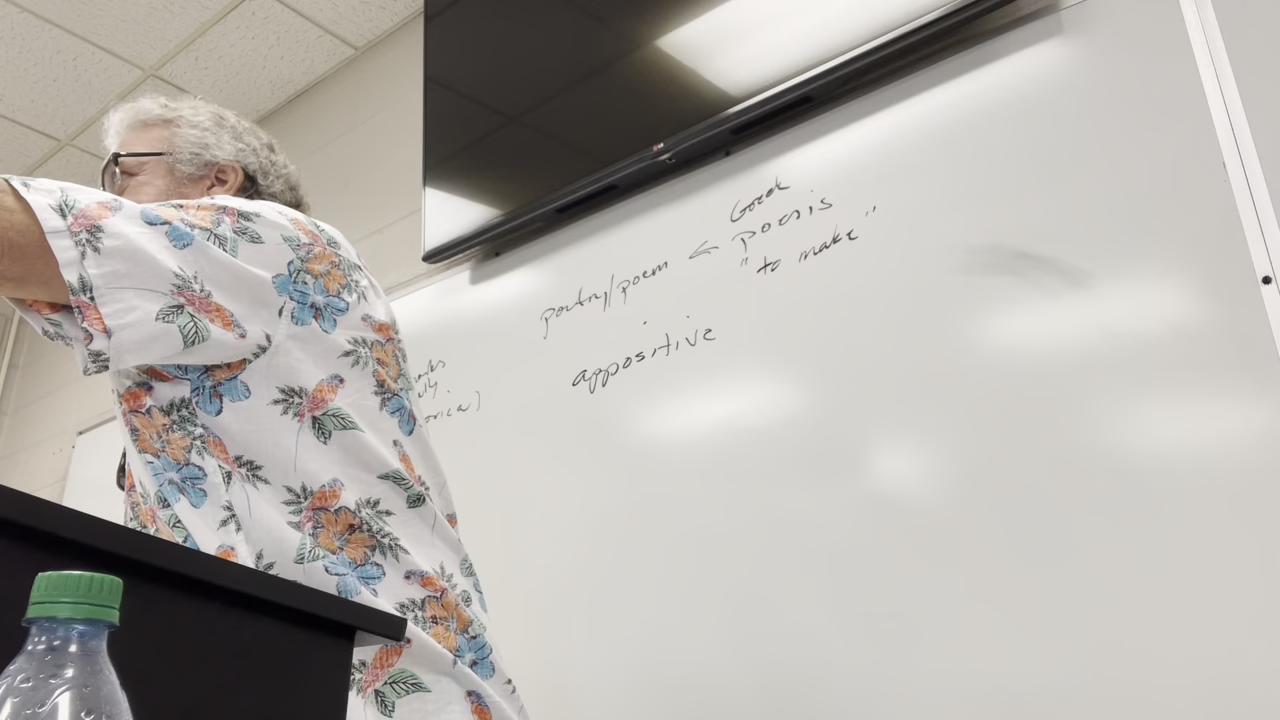 Greek
poetry/poem ← poesis
"to make"
appositive